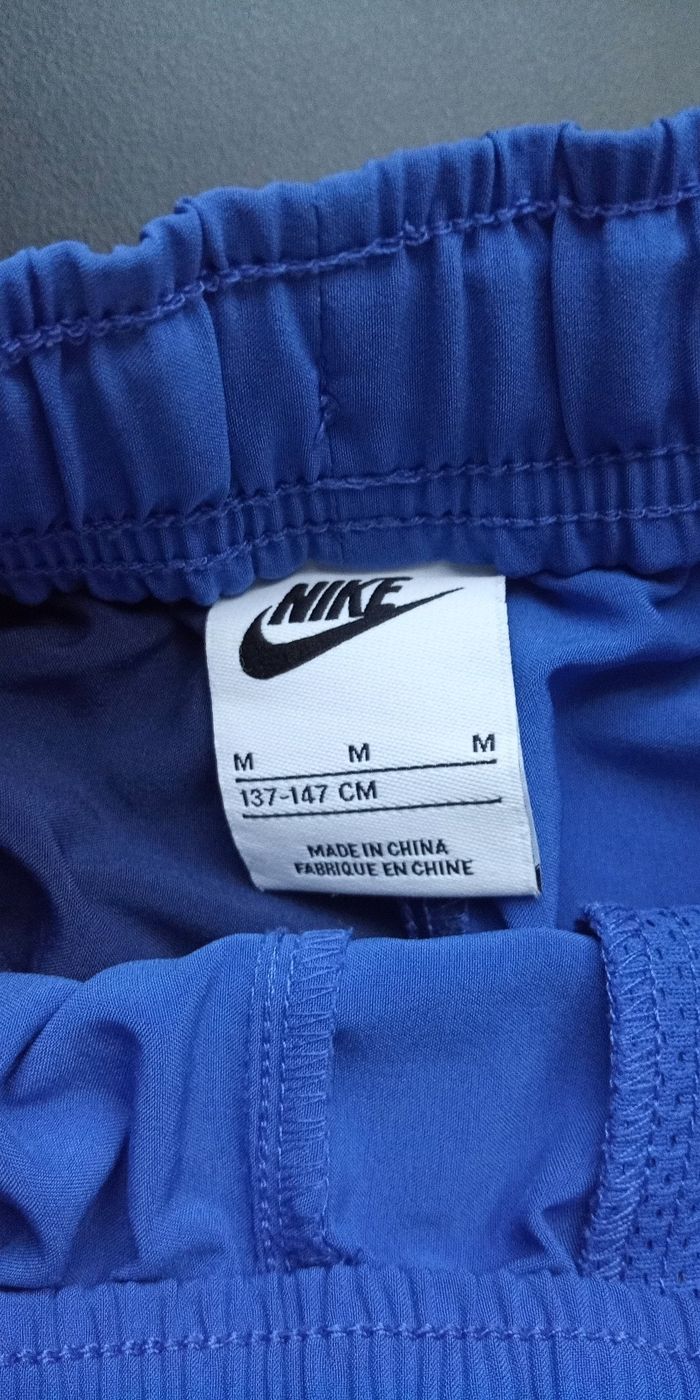 NIKE
M M M
137-147 CM
MADE IN CHINA
FABRIQUE EN CHINE